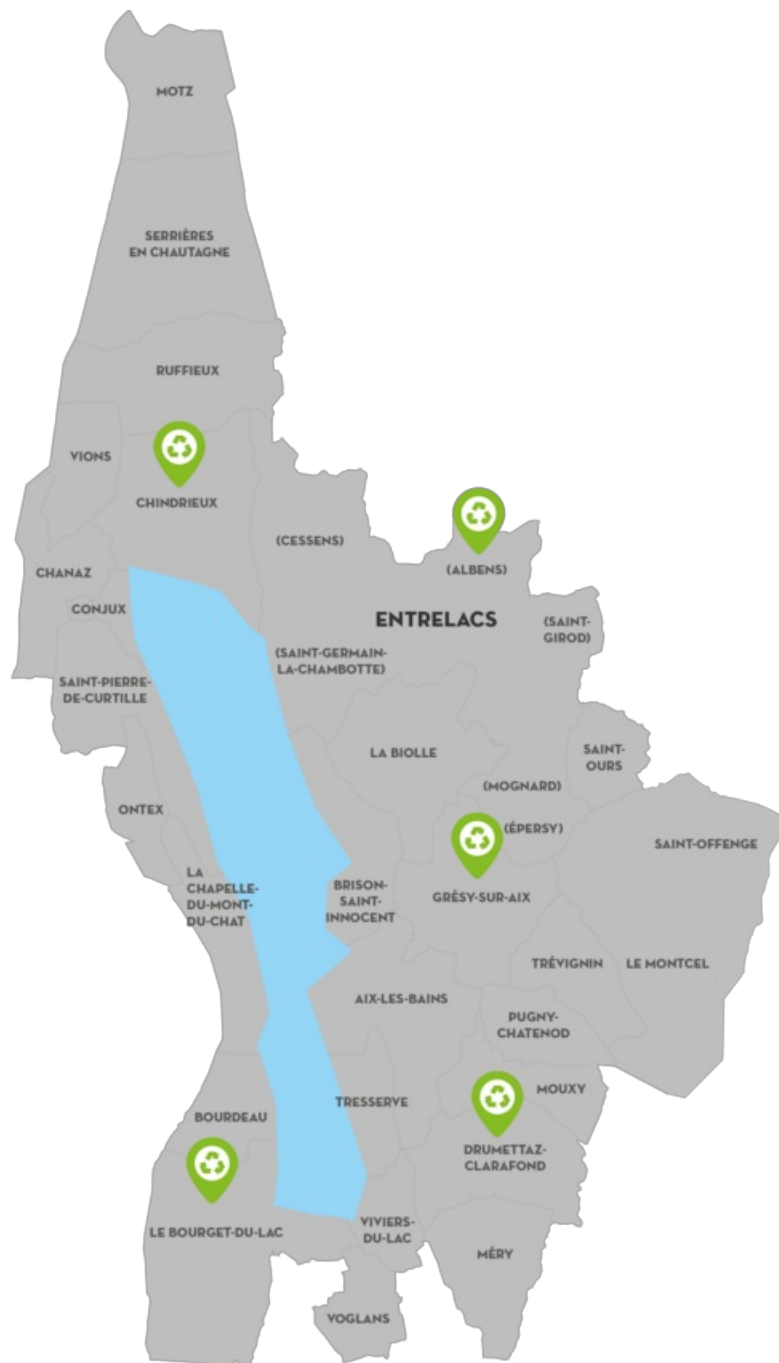 MOTZ
SERRIÈRES
EN CHAUTAGNE
RUFFIEUX
VIONS
CHINDRIEUX
(CESSENS)
(ALBENS)
CHANAZ
CONJUX
ENTRELACS
(SAINT-
GIROD)
(SAINT-GERMAIN-
LA-CHAMBOTTE)
SAINT-PIERRE-
DE-CURTILLE
LA BIOLLE
SAINT-
OURS
(MOGNARD)
ONTEX
(ÉPERSY)
SAINT-OFFENGE
LA
CHAPELLE-
DU-MONT-
DU-CHAT
BRISON-
SAINT-
INNOCENT
GRÉSY-SUR-AIX
TRÉVIGNIN
LE MONTCEL
AIX-LES-BAINS
PUGNY-
CHATENOD
MOUXY
TRESSERVE
BOURDEAU
DRUMETTAZ-
CLARAFOND
LE BOURGET-DU-LAC
VIVIERS-
DU-LAC
MÉRY
VOGLANS